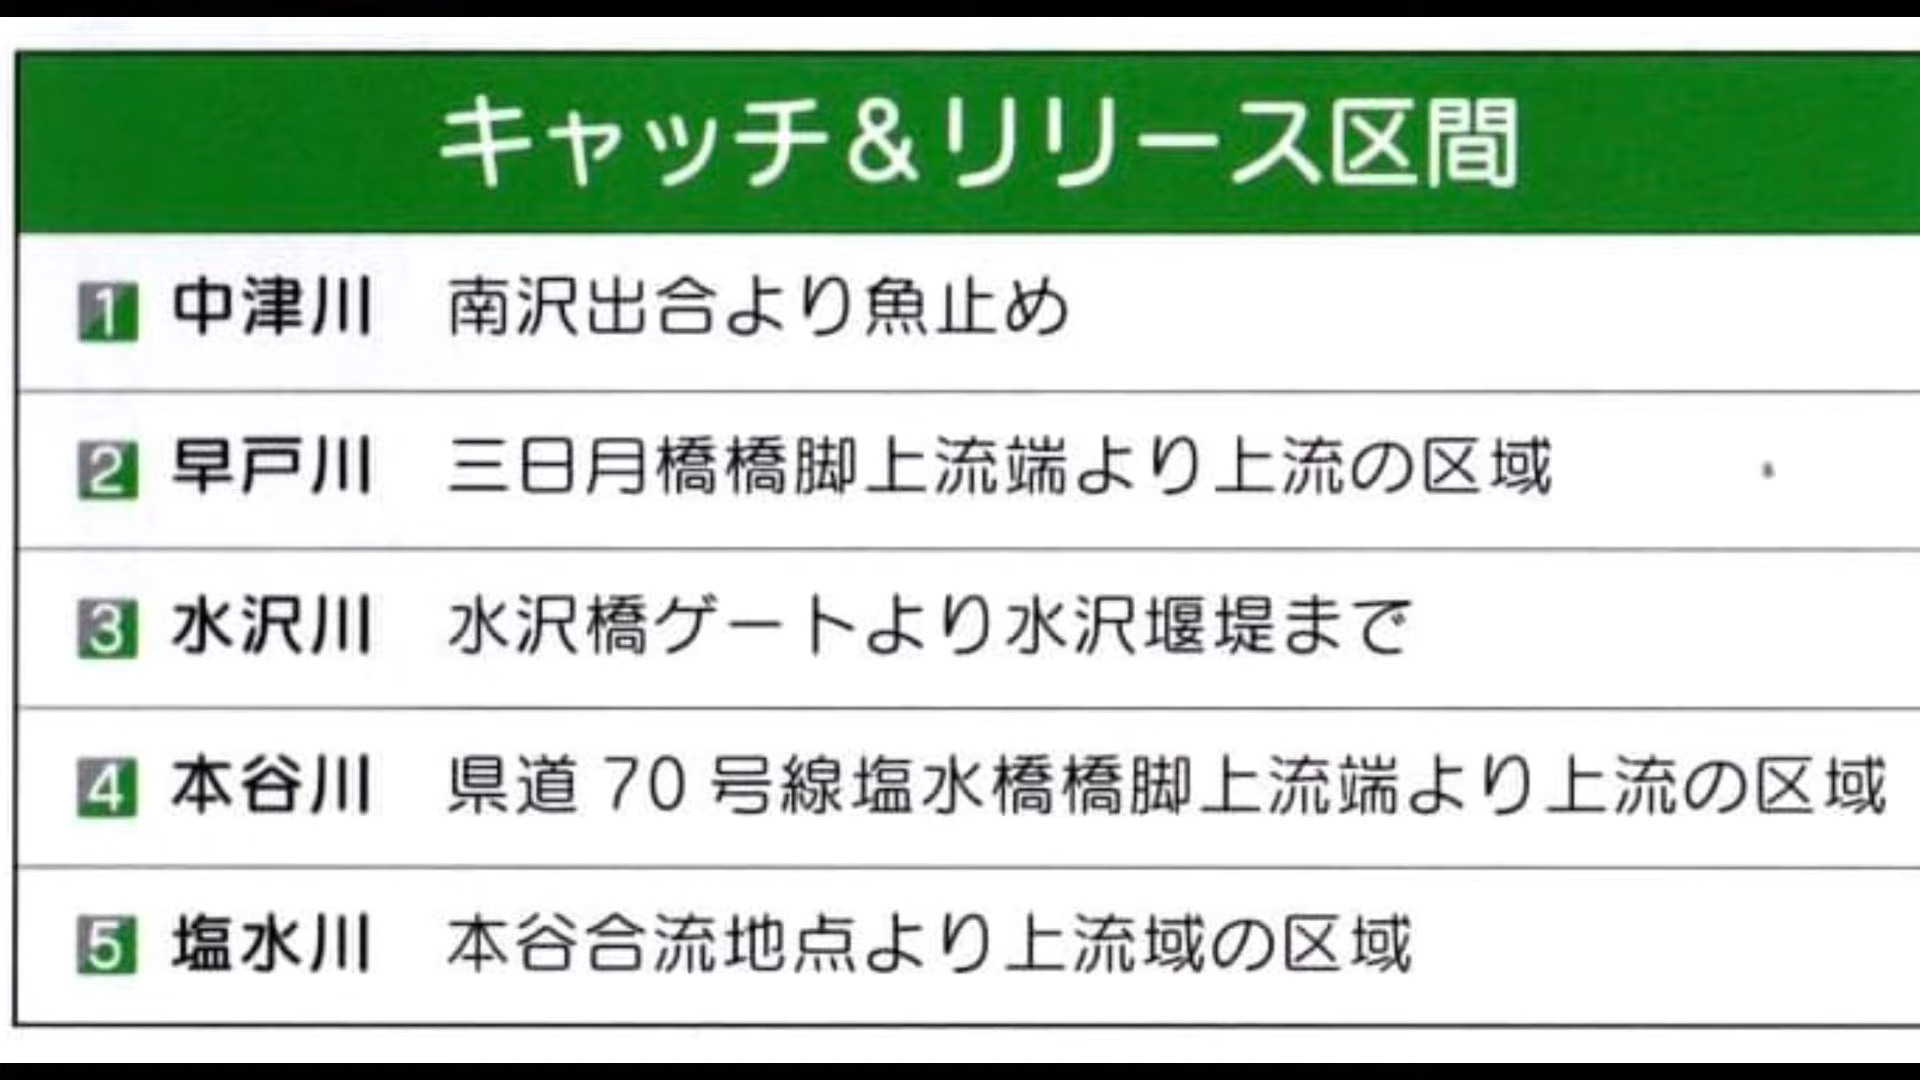 キャッチ&リリース区間
1 中津川 南沢出合より魚止め
2 早戸川 三日月橋橋脚上流端より上流の区域
3 水沢川 水沢橋ゲートより水沢堰堤まで
4 本谷川 県道70号線塩水橋橋脚上流端より上流の区域
5 塩水川 本谷合流地点より上流域の区域